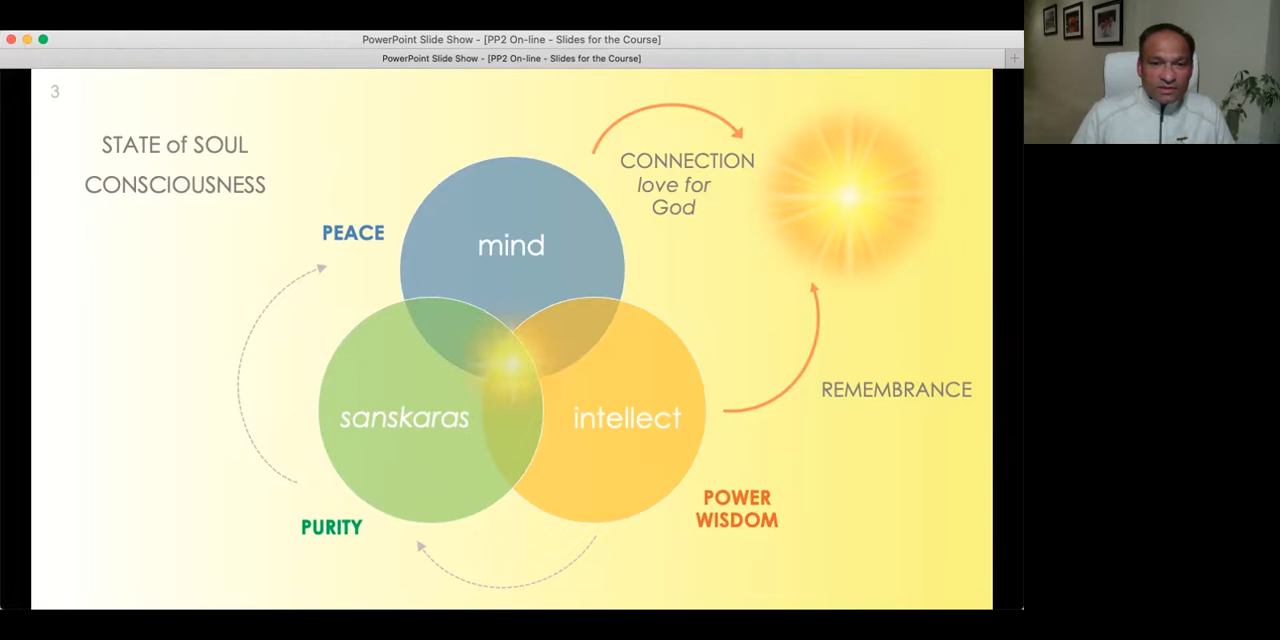 PowerPoint Slide Show - [PP2 On-line - Slides for the Course]
PowerPoint Slide Show - [PP2 On-line - Slides for the Course]
3
STATE of SOUL
CONSCIOUSNESS
CONNECTION
love for
God
PEACE
mind
sanskaras
intellect
REMEMBRANCE
PURITY
POWER
WISDOM